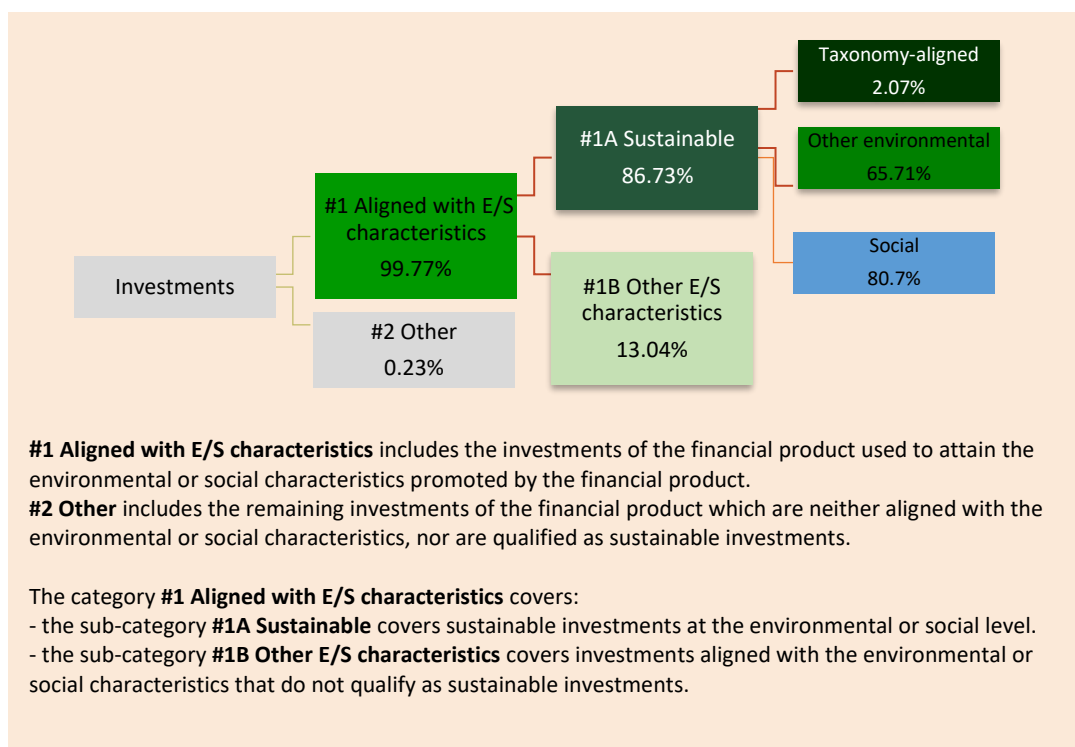 Taxonomy-aligned
2.07%
#1A Sustainable
86.73%
Other environmental
65.71%
#1 Aligned with E/S
characteristics
99.77%
Social
80.7%
Investments
#1B Other E/S
characteristics
13.04%
#2 Other
0.23%
#1 Aligned with E/S characteristics includes the investments of the financial product used to attain the
environmental or social characteristics promoted by the financial product.
#2 Other includes the remaining investments of the financial product which are neither aligned with the
environmental or social characteristics, nor are qualified as sustainable investments.
The category #1 Aligned with E/S characteristics covers:
- the sub-category #1A Sustainable covers sustainable investments at the environmental or social level.
- the sub-category #1B Other E/S characteristics covers investments aligned with the environmental or
social characteristics that do not qualify as sustainable investments.